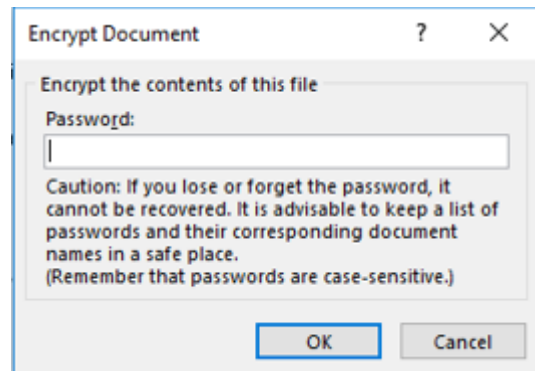 Encrypt Document ?
Encrypt the contents of this file
Password:
Caution: If you lose or forget the password, it
cannot be recovered. It is advisable to keep a list of
passwords and their corresponding document
names in a safe place.
(Remember that passwords are case-sensitive.)
OK Cancel